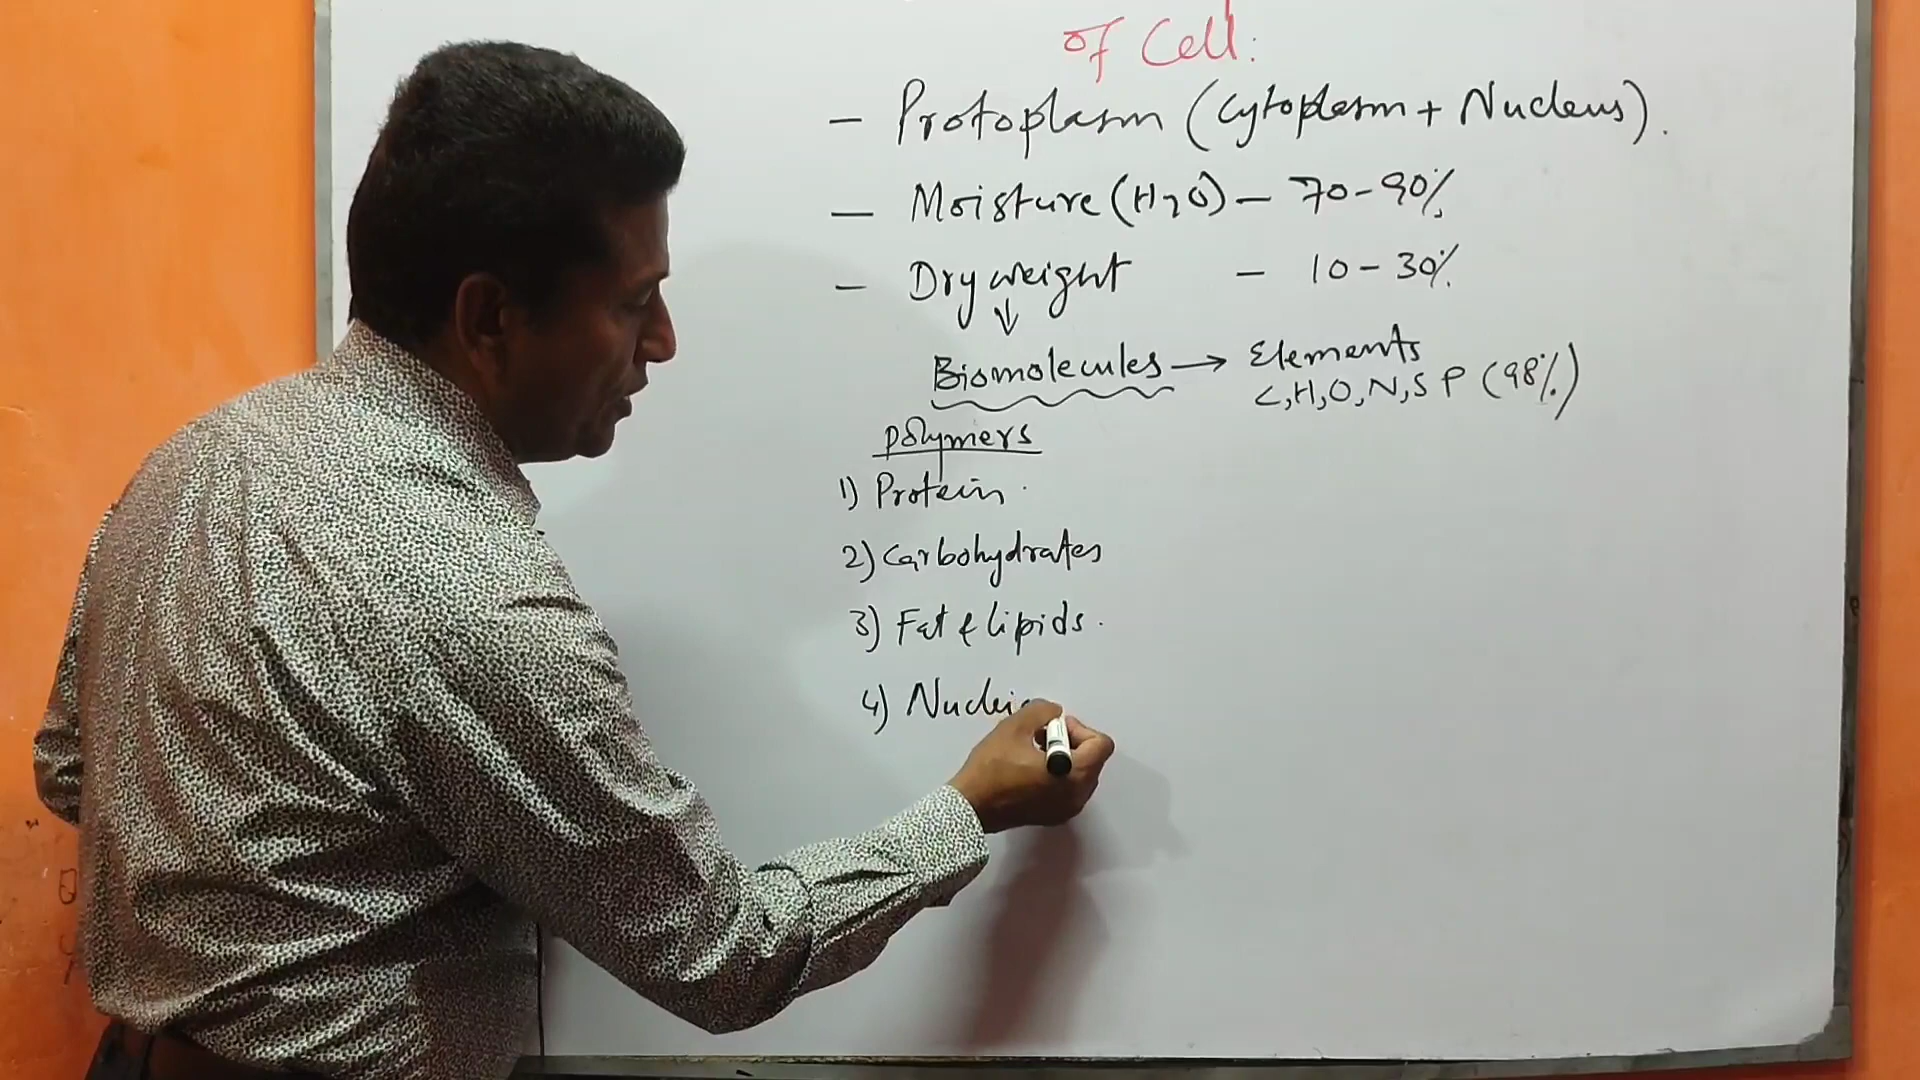 of Cell:
- Protoplasm (Cytoplasm + Nucleus).
- Moisture (H2O) - 70-90%
- Dry weight - 10-30%
↓
Biomolecules → Elements
C,H,O,N,S P (98%)
Polymers
1) Protein.
2) Carbohydrates
3) Fat & Lipids.
4) Nuclei